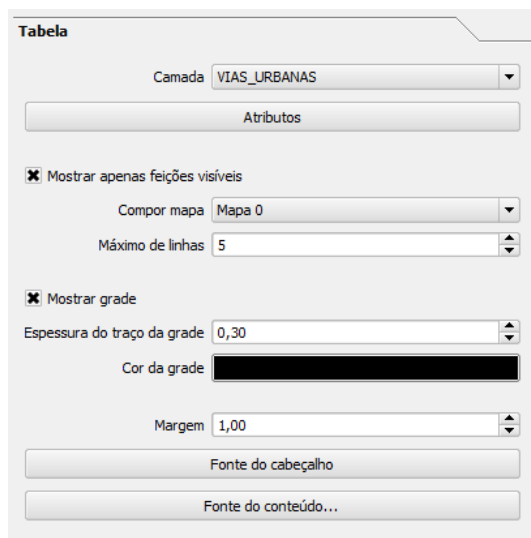 Tabela
Camada VIAS_URBANAS
Atributos
Mostrar apenas feições visíveis
Compor mapa Mapa 0
Máximo de linhas 5
Mostrar grade
Espessura do traço da grade 0,30
Cor da grade
Margem 1,00
Fonte do cabeçalho
Fonte do conteúdo...